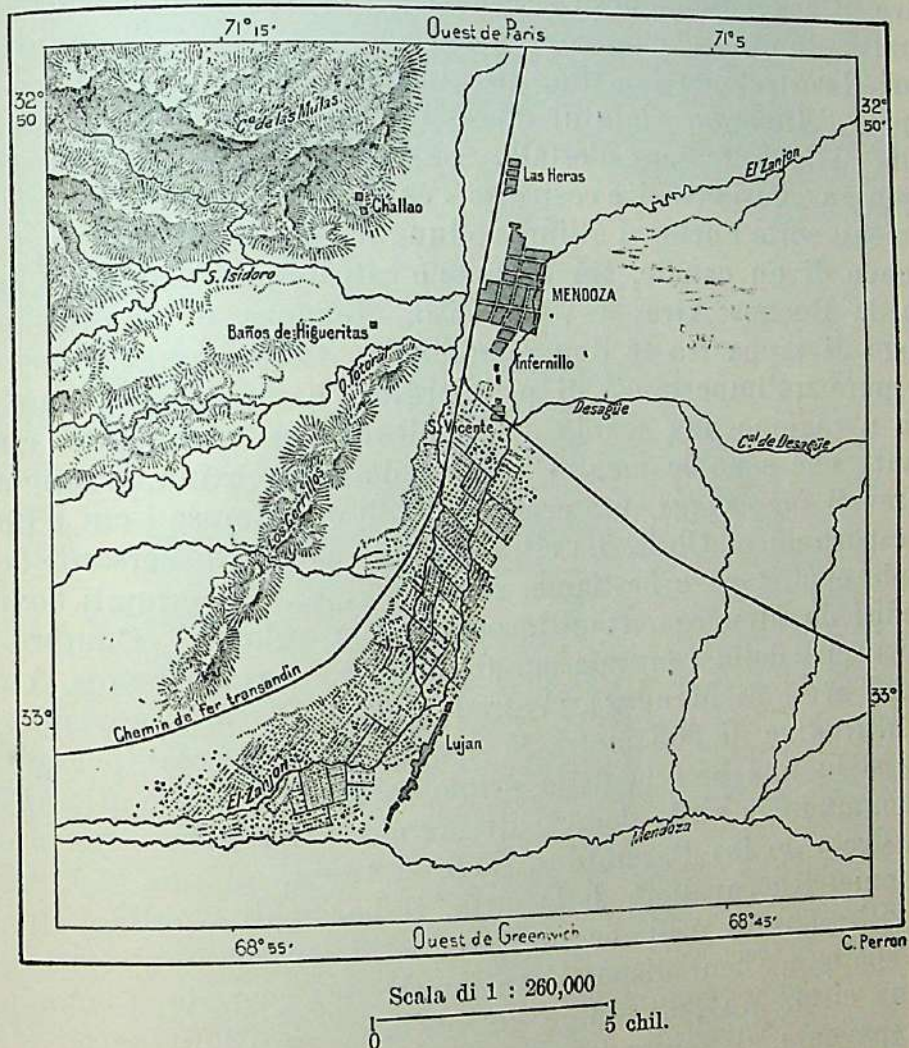 71° 15'
Ouest de Paris
71° 5
32°
50
32°
50'
Cᵒ. de las Mulas
El Zanjon
Las Heras
Challao
S. Isidoro
MENDOZA
Baños de Higueritas
Infernillo
Q. Totoral
Desagüe
S. Vicente
Cᵃˡ. de Desagüe
Los Cerrillos
33°
33°
Chemin de fer transandin
Lujan
El Zanjon
Mendoza
68° 55'
Ouest de Greenwich
68° 45'
C. Perron
Scala di 1 : 260,000
0
5 chil.